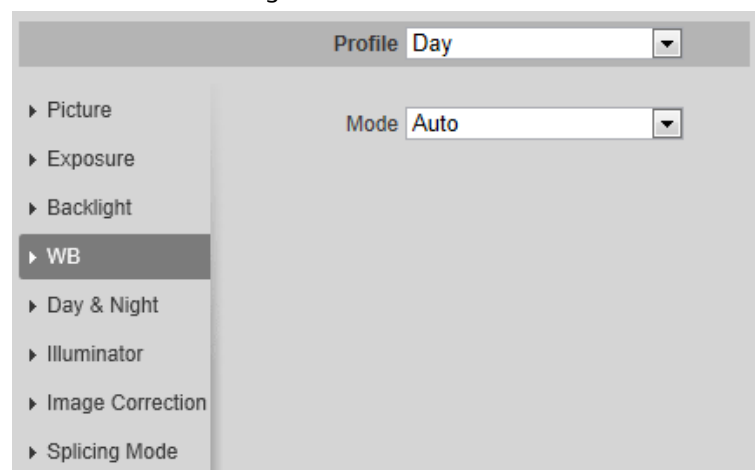 Profile Day
Picture
Mode Auto
Exposure
Backlight
WB
Day & Night
Illuminator
Image Correction
Splicing Mode